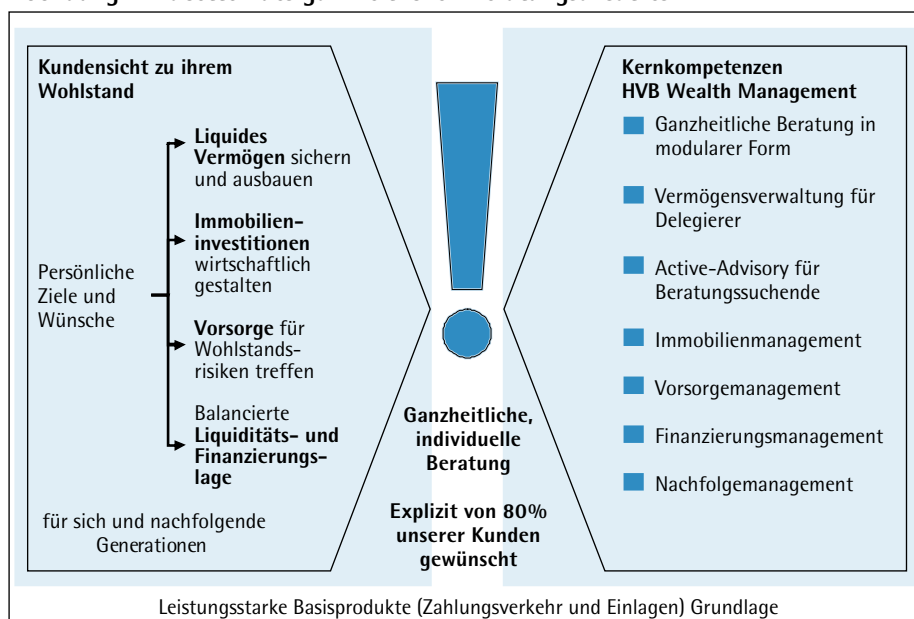 Kundensicht zu ihrem
Wohlstand
Liquides
Vermögen sichern
und ausbauen
Immobilien-
investitionen
wirtschaftlich
gestalten
Persönliche
Ziele und
Wünsche
Vorsorge für
Wohlstands-
risiken treffen
Balancierte
Liquiditäts- und
Finanzierungs-
lage
für sich und nachfolgende
Generationen
Ganzheitliche,
individuelle
Beratung
Explizit von 80%
unserer Kunden
gewünscht
Kernkompetenzen
HVB Wealth Management
Ganzheitliche Beratung in
modularer Form
Vermögensverwaltung für
Delegierer
Active-Advisory für
Beratungssuchende
Immobilienmanagement
Vorsorgemanagement
Finanzierungsmanagement
Nachfolgemanagement
Leistungsstarke Basisprodukte (Zahlungsverkehr und Einlagen) Grundlage